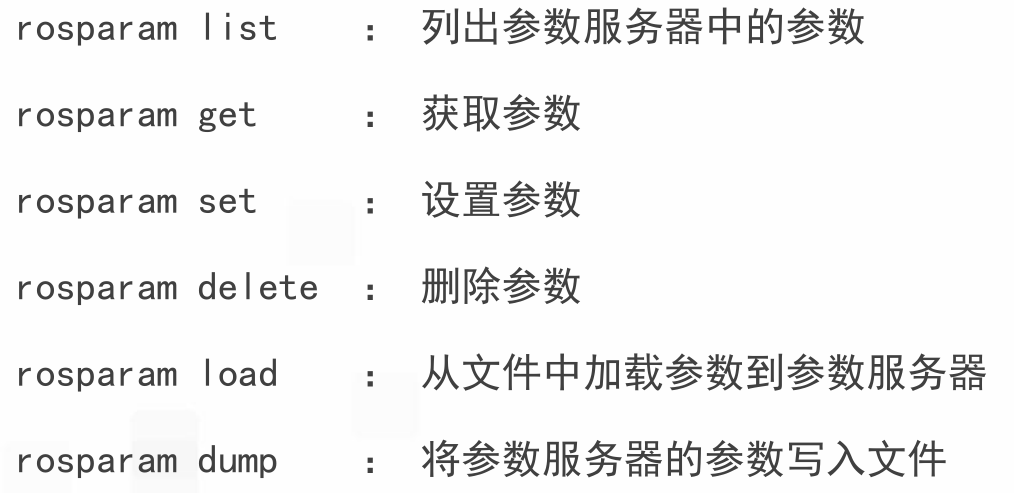 rosparam list : 列出参数服务器中的参数
rosparam get : 获取参数
rosparam set : 设置参数
rosparam delete : 删除参数
rosparam load : 从文件中加载参数到参数服务器
rosparam dump : 将参数服务器的参数写入文件